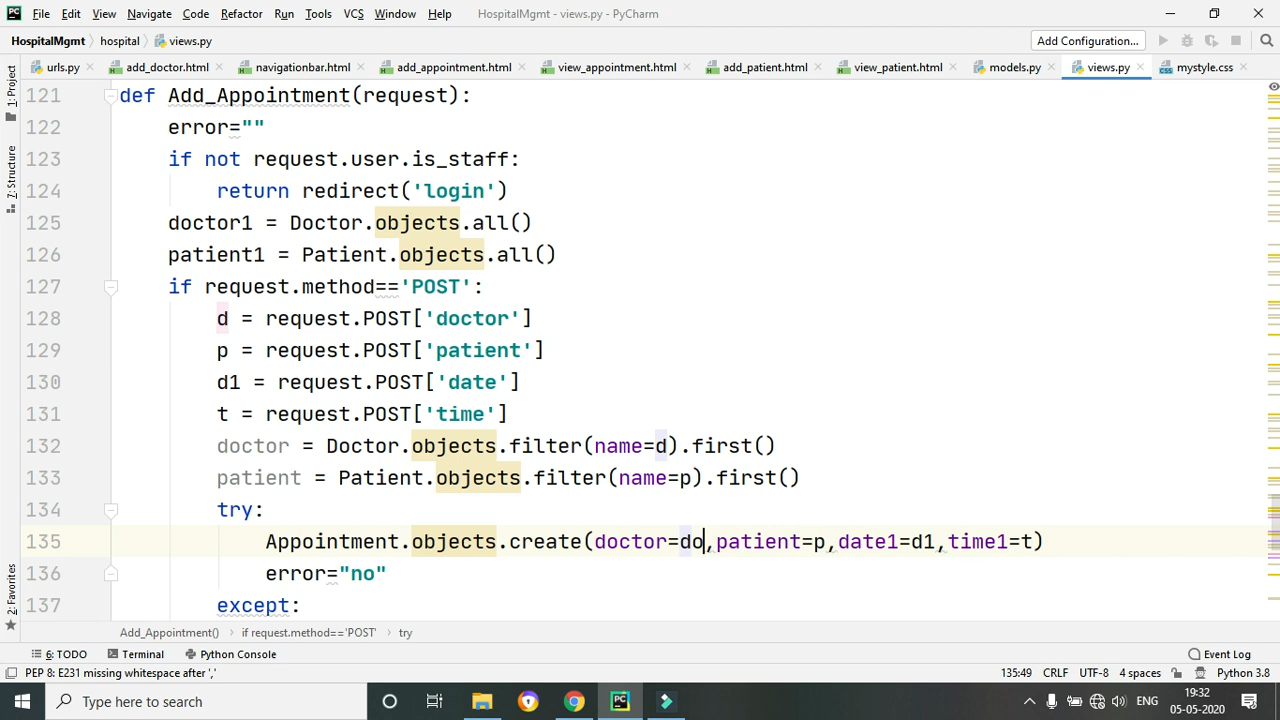 File Edit View Navigate Code Refactor Run Tools VCS Window Help HospitalMgmt - views.py - PyCharm
HospitalMgmt hospital views.py Add Configuration...
urls.py add_doctor.html navigationbar.html add_appointment.html view_appointment.html add_patient.html view_patient.html models.py views.py mystyle.css
1: Project
7: Structure
2: Favorites
121 def Add_Appointment(request):
122 error=""
123 if not request.user.is_staff:
124 return redirect('login')
125 doctor1 = Doctor.objects.all()
126 patient1 = Patient.objects.all()
127 if request.method=='POST':
128 d = request.POST['doctor']
129 p = request.POST['patient']
130 d1 = request.POST['date']
131 t = request.POST['time']
132 doctor = Doctor.objects.filter(name=d).first()
133 patient = Patient.objects.filter(name=p).first()
134 try:
135 Appointment.objects.create(doctor=do,patient=p,date1=d1,time1=t)
136 error="no"
137 except:
Add_Appointment() if request.method=='POST' try
6: TODO Terminal Python Console Event Log
PEP 8: E231 missing whitespace after ',' 135:49 CRLF UTF-8 4 spaces Python 3.8
Type here to search ENG 19:32
05-05-2020